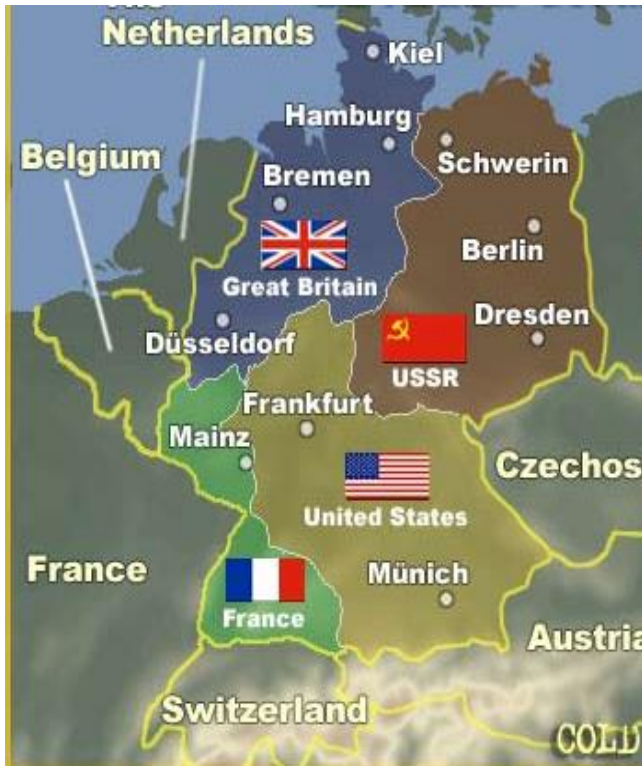 The
Netherlands
Kiel
Hamburg
Belgium
Schwerin
Bremen
Berlin
Great Britain
Dresden
Düsseldorf
USSR
Frankfurt
Mainz
Czechos
United States
France
Münich
France
Austria
Switzerland
COLD